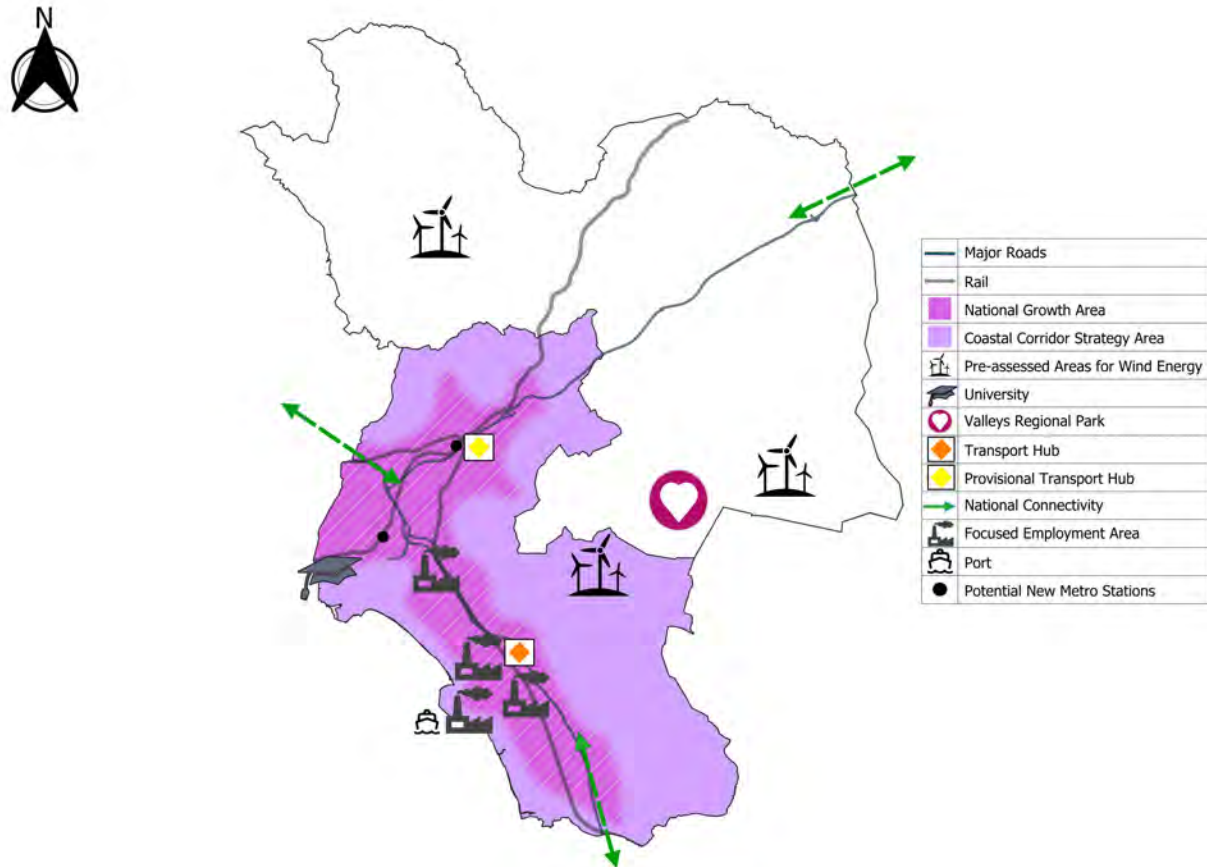 N
Major Roads
Rail
National Growth Area
Coastal Corridor Strategy Area
Pre-assessed Areas for Wind Energy
University
Valleys Regional Park
Transport Hub
Provisional Transport Hub
National Connectivity
Focused Employment Area
Port
Potential New Metro Stations